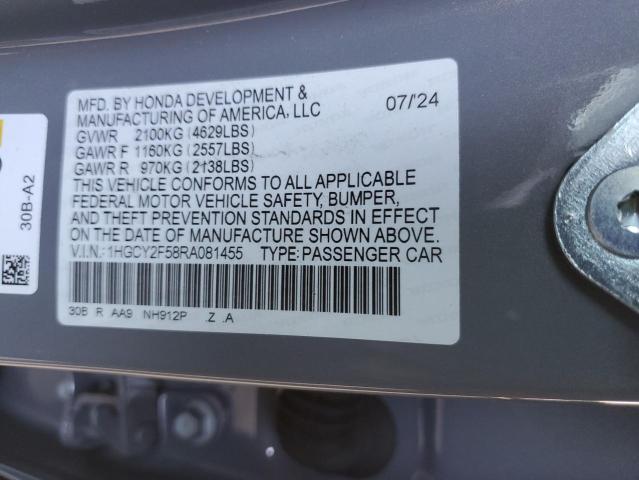 MFD. BY HONDA DEVELOPMENT &
MANUFACTURING OF AMERICA, LLC 07/'24
GVWR 2100KG (4629LBS)
GAWR F 1160KG (2557LBS)
GAWR R 970KG (2138LBS)
THIS VEHICLE CONFORMS TO ALL APPLICABLE
FEDERAL MOTOR VEHICLE SAFETY, BUMPER,
AND THEFT PREVENTION STANDARDS IN EFFECT
ON THE DATE OF MANUFACTURE SHOWN ABOVE.
V.I.N.:1HGCY2F58RA081455 TYPE:PASSENGER CAR
30B R AA9 NH912P .Z .A
30B-A2